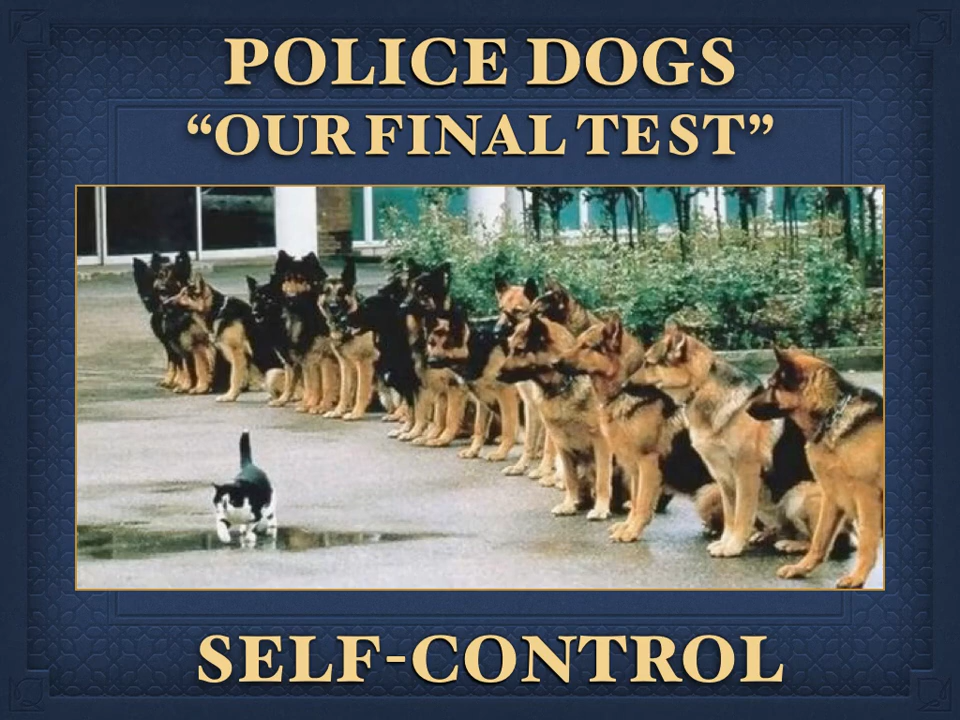 POLICE DOGS
“OUR FINAL TEST”
SELF-CONTROL